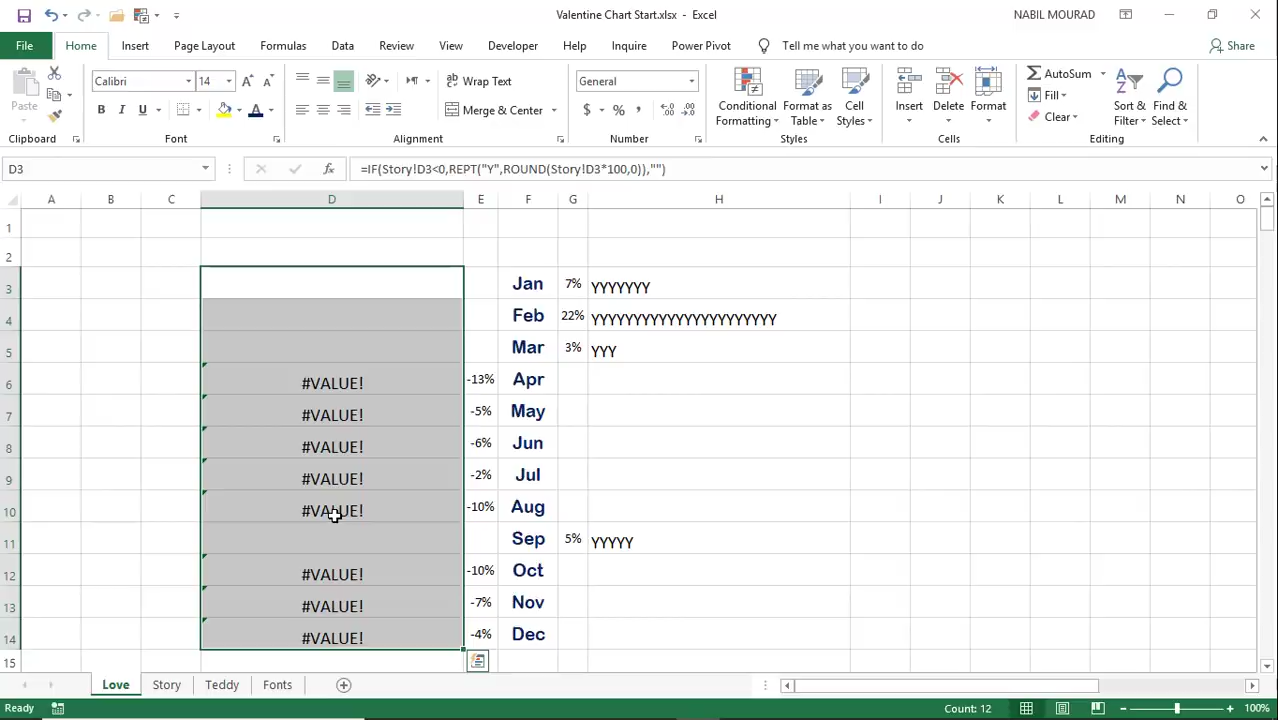 Valentine Chart Start.xlsx - Excel
NABIL MOURAD
File Home Insert Page Layout Formulas Data Review View Developer Help Inquire Power Pivot Tell me what you want to do Share
Calibri 14 Wrap Text General AutoSum
Paste Conditional Formatting Format as Table Cell Styles Insert Delete Format Fill Sort & Filter Find & Select
B I U A Merge & Center $ % Clear
Clipboard Font Alignment Number Styles Cells Editing
D3 fx =IF(Story!D3<0,REPT("Y",ROUND(Story!D3*100,0)),"")
A B C D E F G H I J K L M N O
1
2
3 Jan 7% YYYYYYY
4 Feb 22% YYYYYYYYYYYYYYYYYYYYYY
5 Mar 3% YYY
6 #VALUE! -13% Apr
7 #VALUE! -5% May
8 #VALUE! -6% Jun
9 #VALUE! -2% Jul
10 #VALUE! -10% Aug
11 Sep 5% YYYYY
12 #VALUE! -10% Oct
13 #VALUE! -7% Nov
14 #VALUE! -4% Dec
15
Love Story Teddy Fonts
Ready Count: 12 100%